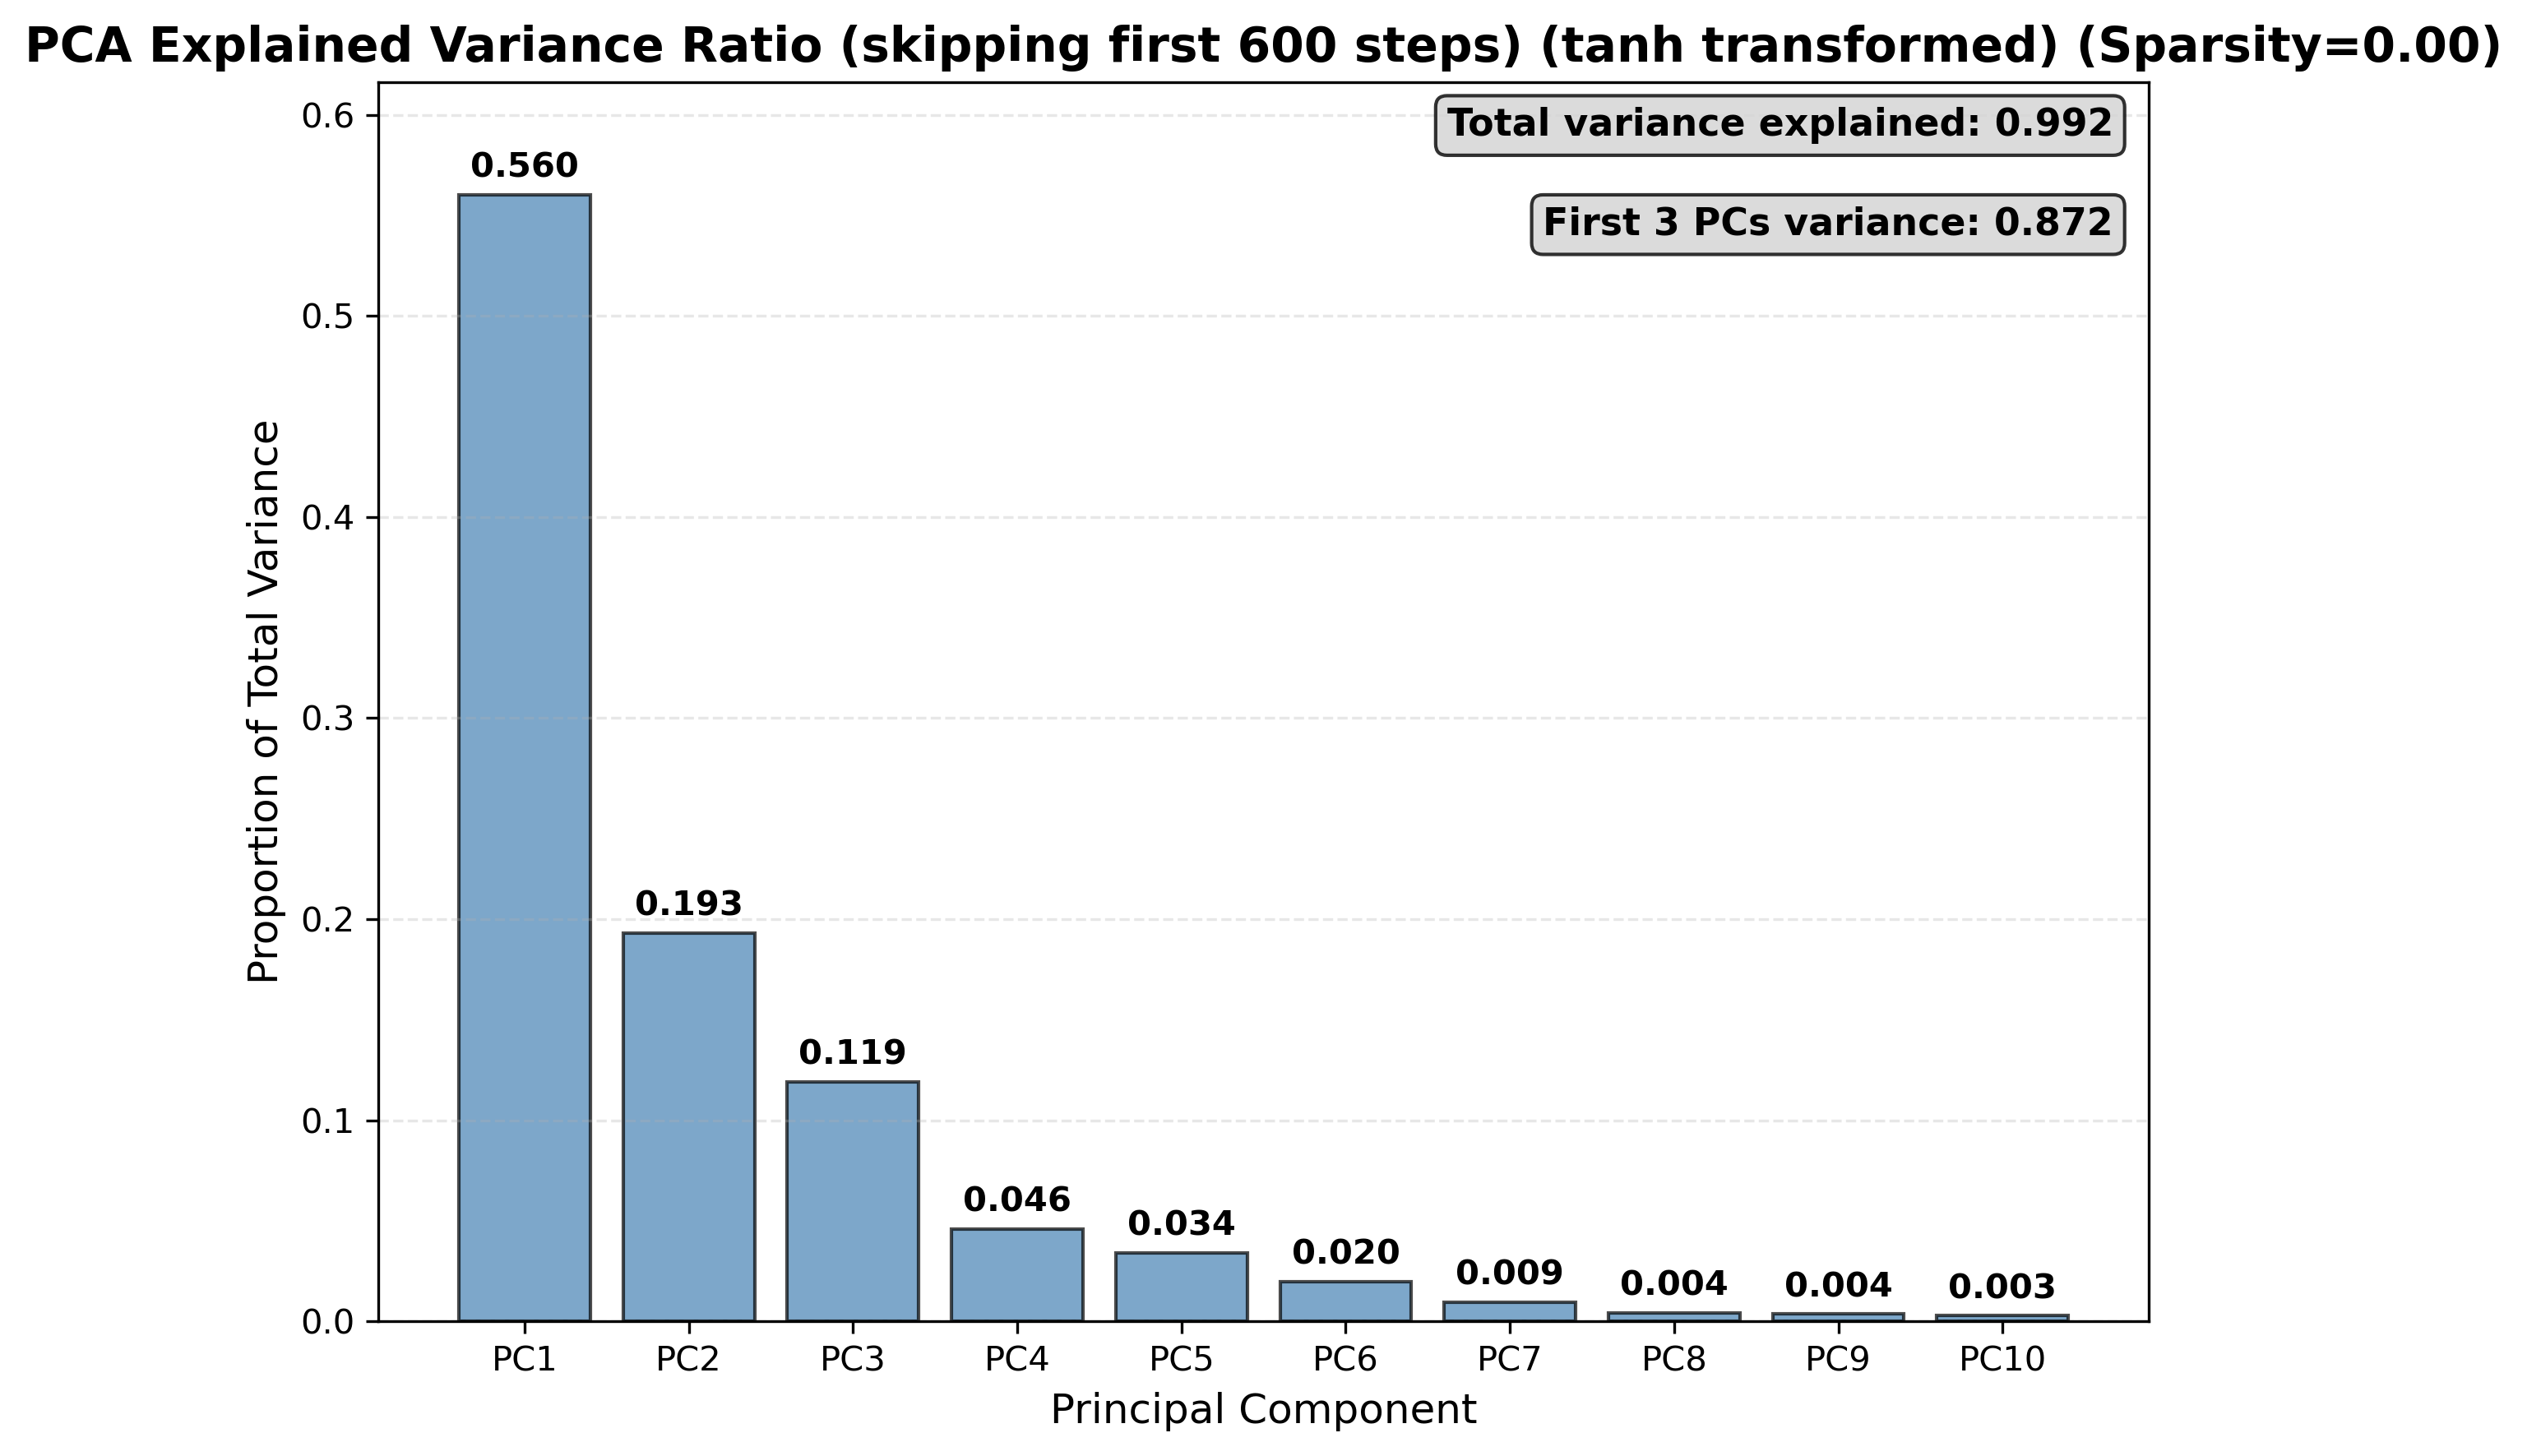 PCA Explained Variance Ratio (skipping first 600 steps) (tanh transformed) (Sparsity=0.00)
Total variance explained: 0.992
First 3 PCs variance: 0.872
Proportion of Total Variance
0.6
0.5
0.4
0.3
0.2
0.1
0.0
0.560
0.193
0.119
0.046
0.034
0.020
0.009
0.004
0.004
0.003
PC1
PC2
PC3
PC4
PC5
PC6
PC7
PC8
PC9
PC10
Principal Component